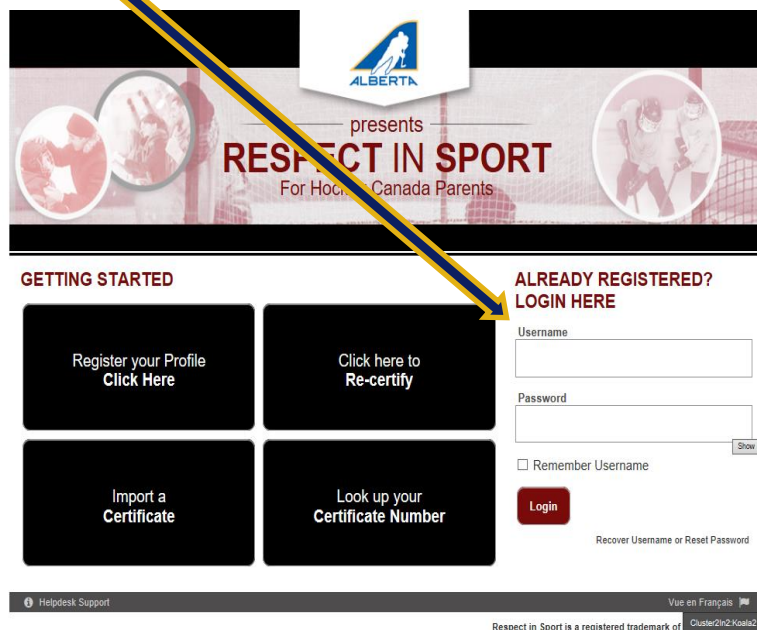 ALBERTA
presents
RESPECT IN SPORT
For Hockey Canada Parents
GETTING STARTED
Register your Profile
Click Here
Click here to
Re-certify
Import a
Certificate
Look up your
Certificate Number
ALREADY REGISTERED?
LOGIN HERE
Username
Password
Show
Remember Username
Login
Recover Username or Reset Password
Helpdesk Support
Vue en Français
Respect in Sport is a registered trademark of
Cluster2In2:Koala2